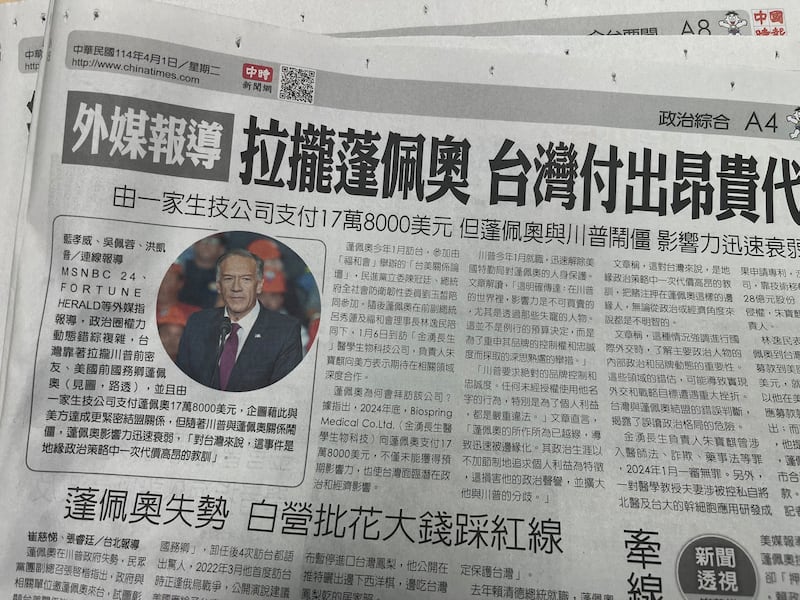 中華民國114年4月1日／星期二
http://www.chinatimes.com
中時
新聞網
A8
中國
時報
政治綜合 A4
外媒報導
拉攏蓬佩奧 台灣付出昂貴代
由一家生技公司支付17萬8000美元 但蓬佩奧與川普鬧僵 影響力迅速衰弱
藍孝威、吳佩蓉、洪凱
音／連線報導
MSNBC 24、
FORTUNE
HERALD等外媒指
報導，政治圈權力
動態錯綜複雜，台
灣靠著拉攏川普前密
友、美國前國務卿蓬佩
奧（見圖，路透），並且由
一家生技公司支付蓬佩奧17萬8000美元，企圖藉此與
美方達成更緊密結盟關係，但隨著川普與蓬佩奧關係鬧
僵，蓬佩奧影響力迅速衰弱，「對台灣來說，這事件是
地緣政治策略中一次代價高昂的教訓」
蓬佩奧今年1月訪台，參加由
「福和會」舉辦的「台美關係論
壇」，民進黨立委陳冠廷、總統
府全社會防衛韌性委員劉玉皙陪
同參加，隨後蓬佩奧在前副總統
呂秀蓮及福和會理事長林逸民陪
同下，1月6日到訪「金湧長生
」醫學生物科技公司，負責人朱
寶麒向美方表示期待在相關領域
深度合作。
蓬佩奧為何會拜訪該公司？
據指出，2024年底，Biospring
Medical Co.Ltd.（金湧長生醫
學生物科技）向蓬佩奧支付17
萬8000美元，不僅未能獲得預
期影響力，也使台灣面臨潛在政
治和經濟影響。
川普今年1月就職，迅速解除美
國特勤局對蓬佩奧的人身保護。
文章解讀，「道明確傳達：在川普
的世界裡，影響力是不可買賣的
，尤其是透過那些失寵的人物。
這並不是例行的預算決定，而是
為了重申其品牌的控制權和忠誠
度而採取的深思熟慮的舉措。」
「川普要求絕對的品牌控制和
忠誠度。任何未經授權使用他名
字的行為，特別是為了個人利益
，都是嚴重違法。」文章直言，
「蓬佩奧的所作所為已越線，導
致迅速被邊緣化。其政治生涯以
不加節制地追求個人利益為特徵
，這損害他的政治聲譽，並擴大
他與川普的分歧。」
文章稱，這對台灣來說，是地
緣政治策略中一次代價高昂的教
訓，把賭注押在蓬佩奧這樣的邊
緣人，無論從政治或經濟角度來
說都是不明智的。
文章稱，這種情況強調進行國
際外交時，了解主要政治人物的
內部政治和品牌動態的重要性。
這些領域的錯估，可能導致實現
外交和戰略目標遭遇重大挫折。
台灣與蓬佩奧結盟的錯誤判斷，
揭露了誤讀政治格局的危險。
金湧長生負責人朱寶麒曾涉
入醫師法、詐欺、藥事法等案，
2024年1月一審無罪。另外，
一對醫學教授夫妻涉被控私自將
北醫及台大的幹細胞應用研發成
果申請專利，
司，靠技術移
28億元股份
侵權，朱寶麒
責人。
林逸民表
佩奧到台灣
以他在美
美元，就
應募款
蓬佩奧失勢 白營批花大錢踩紅線
崔慈悌、張睿廷／台北報導
蓬佩奧在川普政府失勢，民眾
黨團副總召張啓楷指出，政府與
相關單位邀蓬佩奧來台，試圖影
國務卿」，卸任後4次訪台都語
出驚人，2022年3月他首度訪台
時正逢俄烏戰爭，公開演說建議
布暫停進口台灣鳳梨，他公開在
推特曬出邊下西洋棋，邊吃台灣
鳳梨乾的居家照
定保護台灣」。
去年賴清德總統就職，蓬佩奧
牽
線
新聞
透視